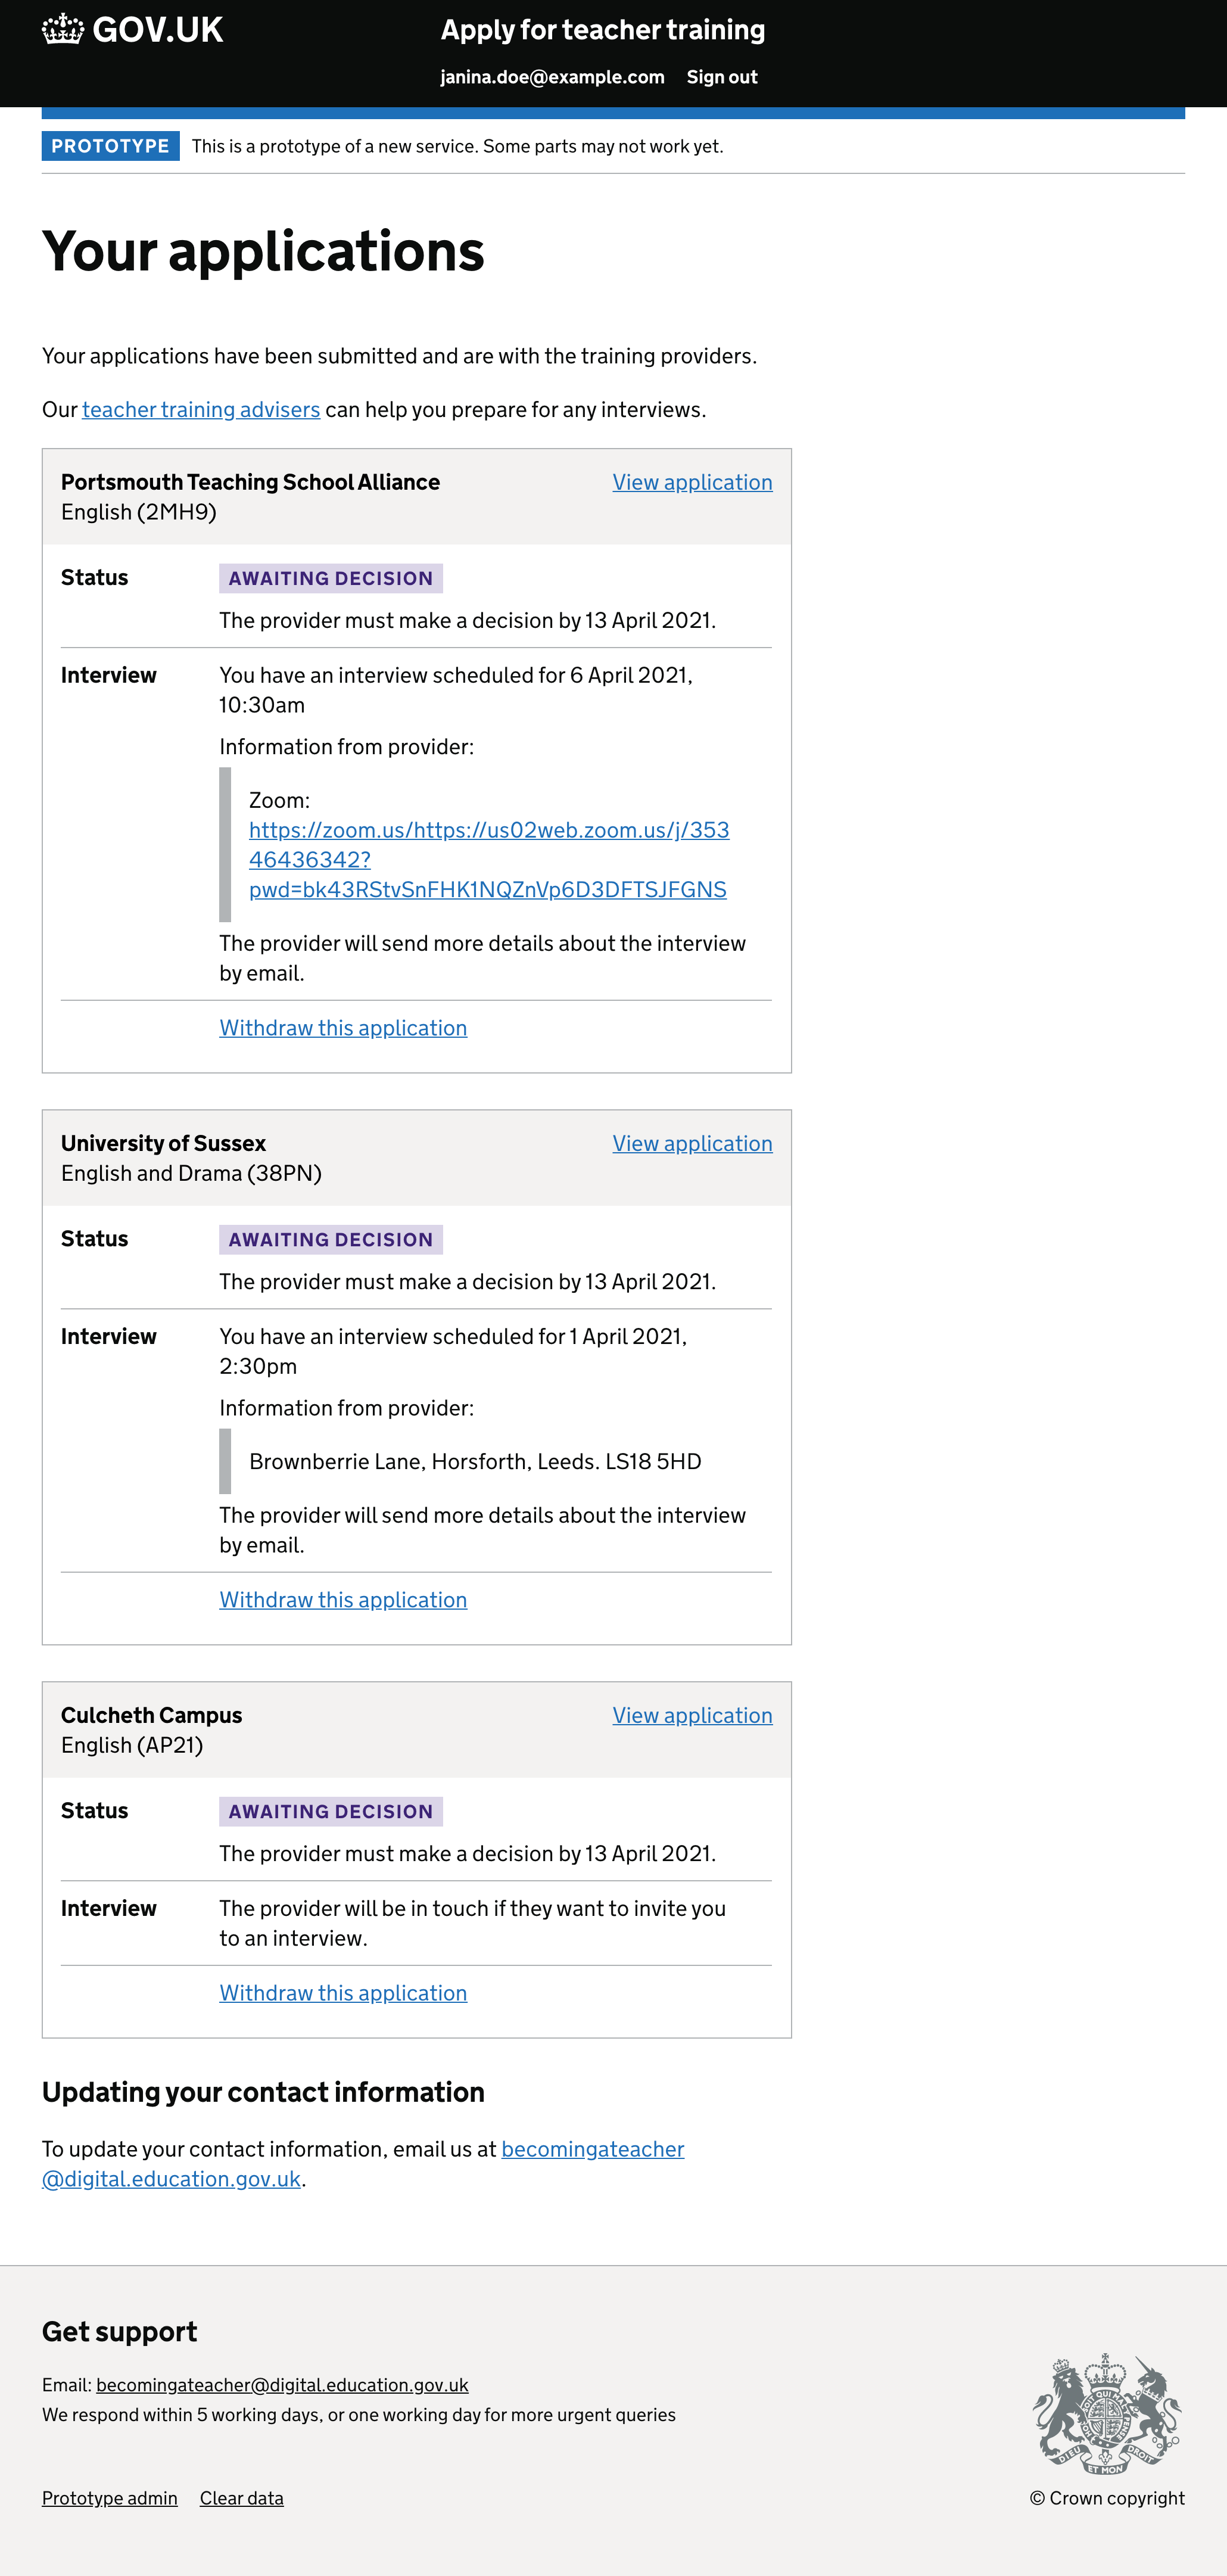 GOV.UK
Apply for teacher training
janina.doe@example.com Sign out
PROTOTYPE This is a prototype of a new service. Some parts may not work yet.
Your applications
Your applications have been submitted and are with the training providers.
Our teacher training advisers can help you prepare for any interviews.
Portsmouth Teaching School Alliance View application
English (2MH9)
Status AWAITING DECISION
The provider must make a decision by 13 April 2021.
Interview You have an interview scheduled for 6 April 2021,
10:30am
Information from provider:
Zoom:
https://zoom.us/https://us02web.zoom.us/j/353
46436342?
pwd=bk43RStvSnFHK1NQZnVp6D3DFTSJFGNS
The provider will send more details about the interview
by email.
Withdraw this application
University of Sussex View application
English and Drama (38PN)
Status AWAITING DECISION
The provider must make a decision by 13 April 2021.
Interview You have an interview scheduled for 1 April 2021,
2:30pm
Information from provider:
Brownberrie Lane, Horsforth, Leeds. LS18 5HD
The provider will send more details about the interview
by email.
Withdraw this application
Culcheth Campus View application
English (AP21)
Status AWAITING DECISION
The provider must make a decision by 13 April 2021.
Interview The provider will be in touch if they want to invite you
to an interview.
Withdraw this application
Updating your contact information
To update your contact information, email us at becomingateacher
@digital.education.gov.uk.
Get support
Email: becomingateacher@digital.education.gov.uk
We respond within 5 working days, or one working day for more urgent queries
DIEU ET MON DROIT
Prototype admin Clear data
© Crown copyright